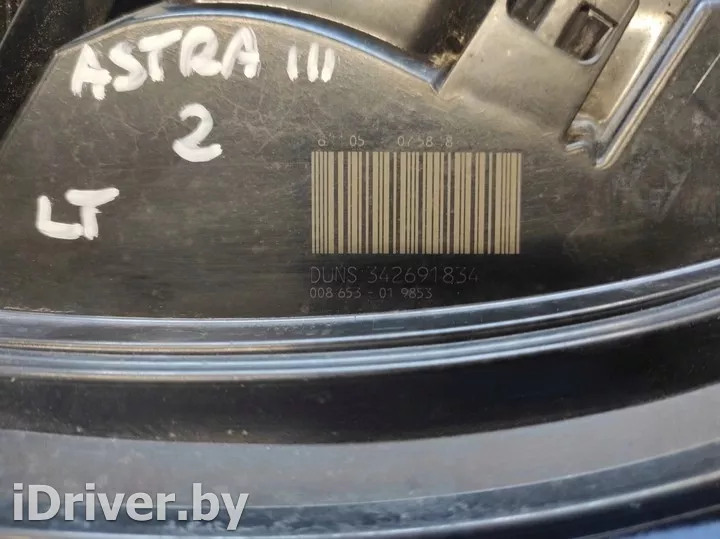 ASTRA III
2
LT
DUNS 342691834
008 653 - 01 9853
iDriver.by